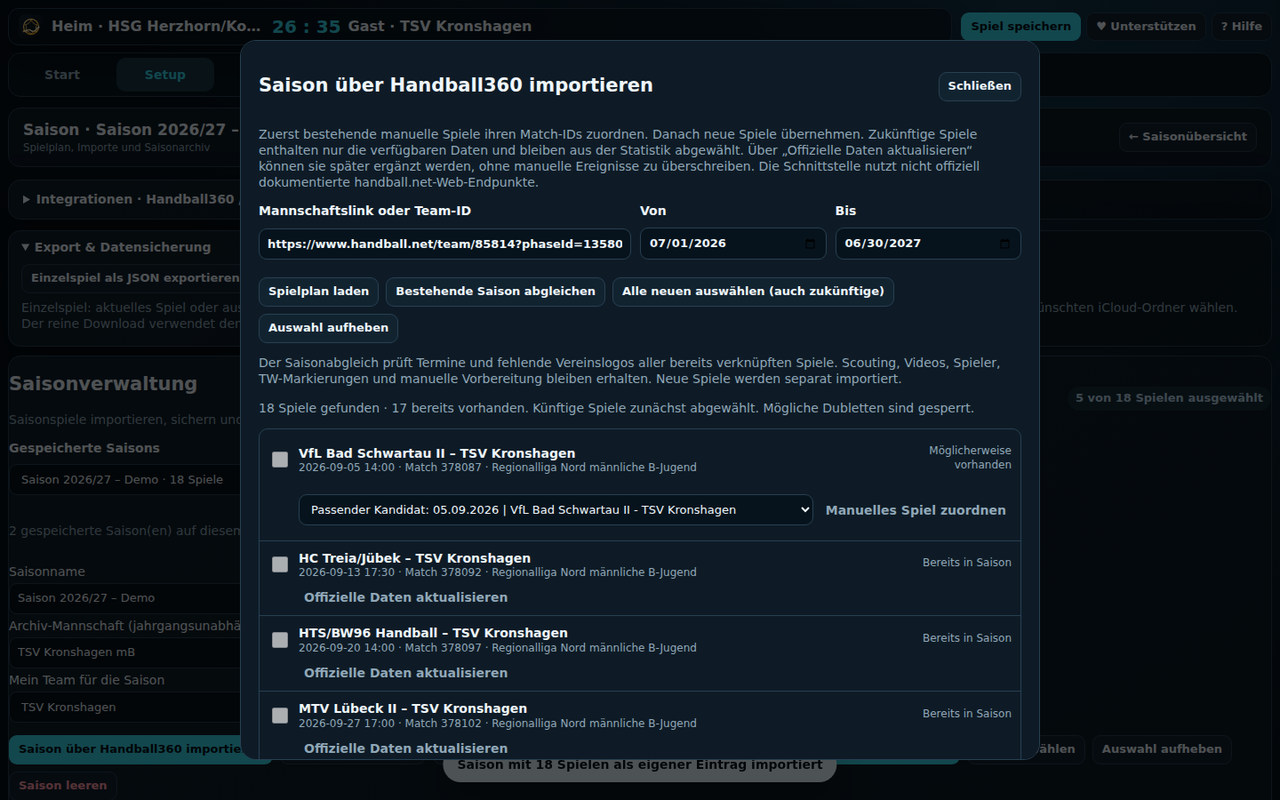 Heim · HSG Herzhorn/Ko… 26 : 35 Gast · TSV Kronshagen
Spiel speichern
♥ Unterstützen
? Hilfe
Start
Setup
Saison · Saison 2026/27 –
Spielplan, Importe und Saisonarchiv
← Saisonübersicht
▶ Integrationen · Handball360
▼ Export & Datensicherung
Einzelspiel als JSON exportieren
Einzelspiel: aktuelles Spiel oder
ünschten iCloud-Ordner wählen.
Der reine Download verwendet
Saisonverwaltung
5 von 18 Spielen ausgewählt
Saisonspiele importieren, sichern
Gespeicherte Saisons
Saison 2026/27 – Demo · 18 Spiele
2 gespeicherte Saison(en) auf
Saisonname
Saison 2026/27 – Demo
Archiv-Mannschaft
TSV Kronshagen mB
Mein Team für die Saison
TSV Kronshagen
Saison über Handball360 importie
ählen
Auswahl aufheben
Saison leeren
Saison über Handball360 importieren
Schließen
Zuerst bestehende manuelle Spiele ihren Match-IDs zuordnen. Danach neue Spiele übernehmen. Zukünftige Spiele
enthalten nur die verfügbaren Daten und bleiben aus der Statistik abgewählt. Über „Offizielle Daten aktualisieren“
können sie später ergänzt werden, ohne manuelle Ereignisse zu überschreiben. Die Schnittstelle nutzt nicht offiziell
dokumentierte handball.net-Web-Endpunkte.
Mannschaftslink oder Team-ID
Von
Bis
https://www.handball.net/team/85814?phaseId=13580
07/01/2026
06/30/2027
Spielplan laden
Bestehende Saison abgleichen
Alle neuen auswählen (auch zukünftige)
Auswahl aufheben
Der Saisonabgleich prüft Termine und fehlende Vereinslogos aller bereits verknüpften Spiele. Scouting, Videos, Spieler,
TW-Markierungen und manuelle Vorbereitung bleiben erhalten. Neue Spiele werden separat importiert.
18 Spiele gefunden · 17 bereits vorhanden. Künftige Spiele zunächst abgewählt. Mögliche Dubletten sind gesperrt.
VfL Bad Schwartau II – TSV Kronshagen
2026-09-05 14:00 · Match 378087 · Regionalliga Nord männliche B-Jugend
Möglicherweise
vorhanden
Passender Kandidat: 05.09.2026 | VfL Bad Schwartau II - TSV Kronshagen
Manuelles Spiel zuordnen
HC Treia/Jübek – TSV Kronshagen
2026-09-13 17:30 · Match 378092 · Regionalliga Nord männliche B-Jugend
Bereits in Saison
Offizielle Daten aktualisieren
HTS/BW96 Handball – TSV Kronshagen
2026-09-20 14:00 · Match 378097 · Regionalliga Nord männliche B-Jugend
Bereits in Saison
Offizielle Daten aktualisieren
MTV Lübeck II – TSV Kronshagen
2026-09-27 17:00 · Match 378102 · Regionalliga Nord männliche B-Jugend
Bereits in Saison
Offizielle Daten aktualisieren
Saison mit 18 Spielen als eigener Eintrag importiert